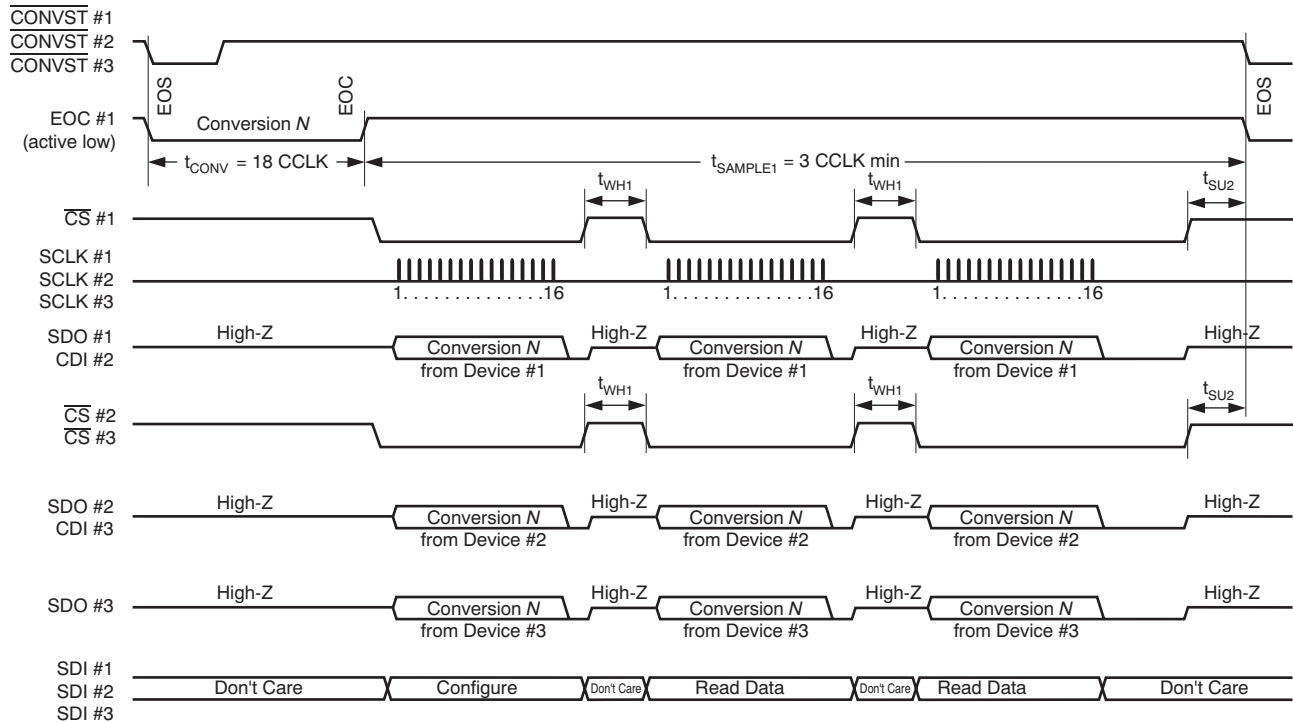 CONVST #1
CONVST #2
CONVST #3
EOS
EOC
EOS
EOC #1
(active low)
Conversion N
tCONV = 18 CCLK
tSAMPLE1 = 3 CCLK min
tWH1
tWH1
tSU2
CS #1
SCLK #1
SCLK #2
SCLK #3
1. . . . . . . . . . . . . .16
1. . . . . . . . . . . . . .16
1. . . . . . . . . . . . . .16
SDO #1
CDI #2
High-Z
Conversion N
from Device #1
High-Z
Conversion N
from Device #1
High-Z
Conversion N
from Device #1
High-Z
tWH1
tWH1
tSU2
CS #2
CS #3
SDO #2
CDI #3
High-Z
Conversion N
from Device #2
High-Z
Conversion N
from Device #2
High-Z
Conversion N
from Device #2
High-Z
SDO #3
High-Z
Conversion N
from Device #3
High-Z
Conversion N
from Device #3
High-Z
Conversion N
from Device #3
High-Z
SDI #1
SDI #2
SDI #3
Don't Care
Configure
Don't Care
Read Data
Don't Care
Read Data
Don't Care